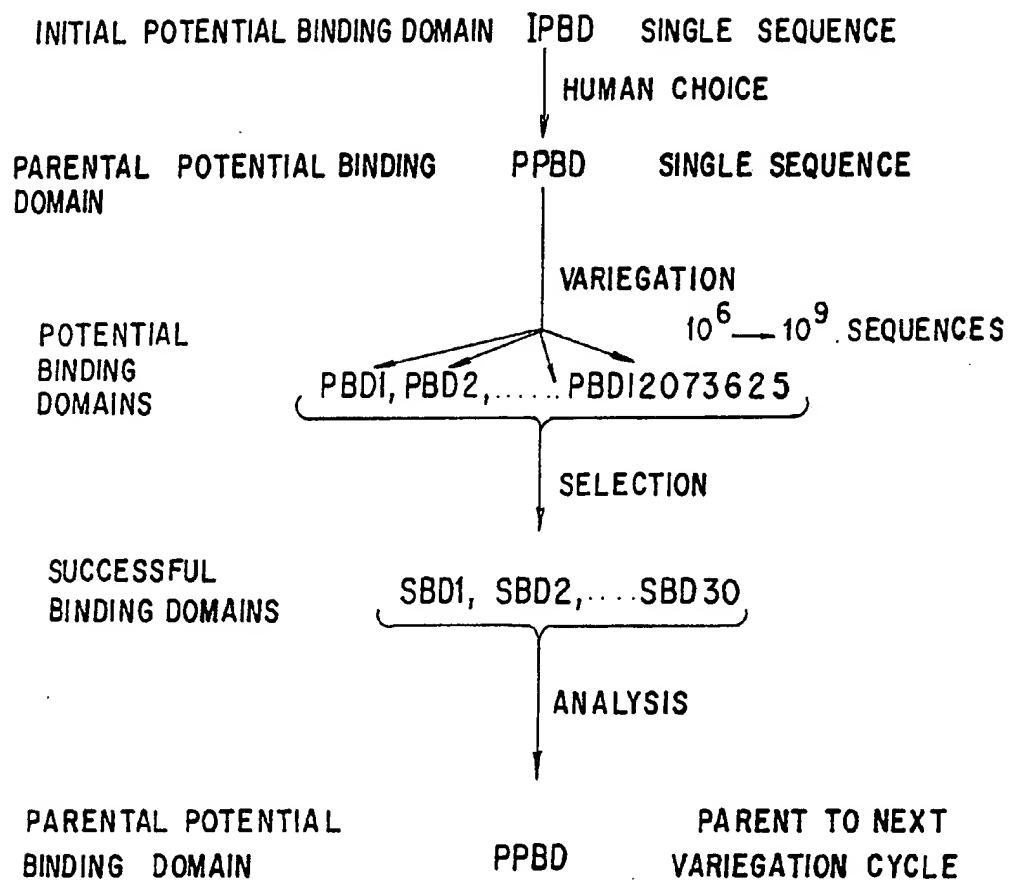 INITIAL POTENTIAL BINDING DOMAIN IPBD SINGLE SEQUENCE
HUMAN CHOICE
PARENTAL POTENTIAL BINDING PPBD SINGLE SEQUENCE
DOMAIN
VARIEGATION
10^6 — 10^9 . SEQUENCES
POTENTIAL
BINDING
DOMAINS
PBD1, PBD2, ...... PBD12073625
SELECTION
SUCCESSFUL
BINDING DOMAINS
SBD1, SBD2, .... SBD30
ANALYSIS
PARENTAL POTENTIAL
BINDING DOMAIN
PPBD
PARENT TO NEXT
VARIEGATION CYCLE